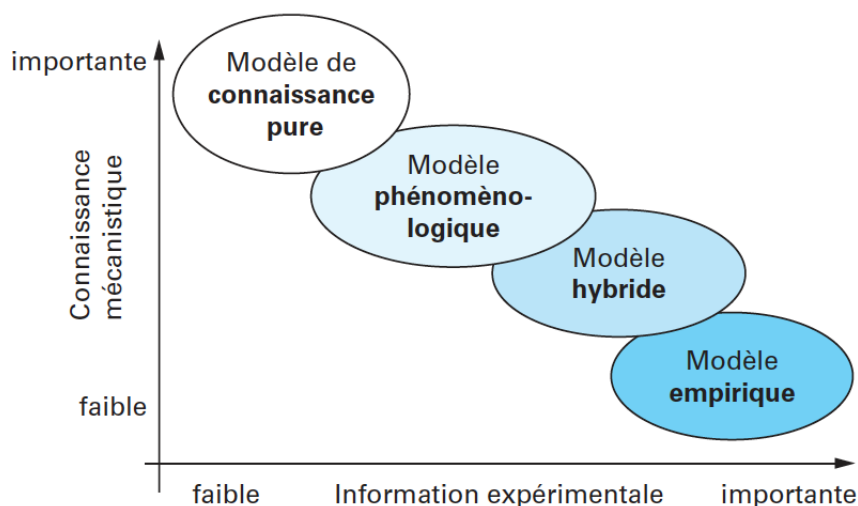 importante
Connaissance
mécanistique
faible
Modèle de
connaissance
pure
Modèle
phénomèno-
logique
Modèle
hybride
Modèle
empirique
faible
Information expérimentale
importante